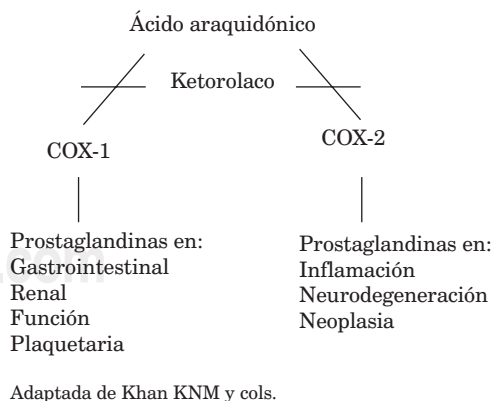 Ácido araquidónico
Ketorolaco
COX-1
COX-2
Prostaglandinas en:
Gastrointestinal
Renal
Función
Plaquetaria
Prostaglandinas en:
Inflamación
Neurodegeneración
Neoplasia
.com
Adaptada de Khan KNM y cols.